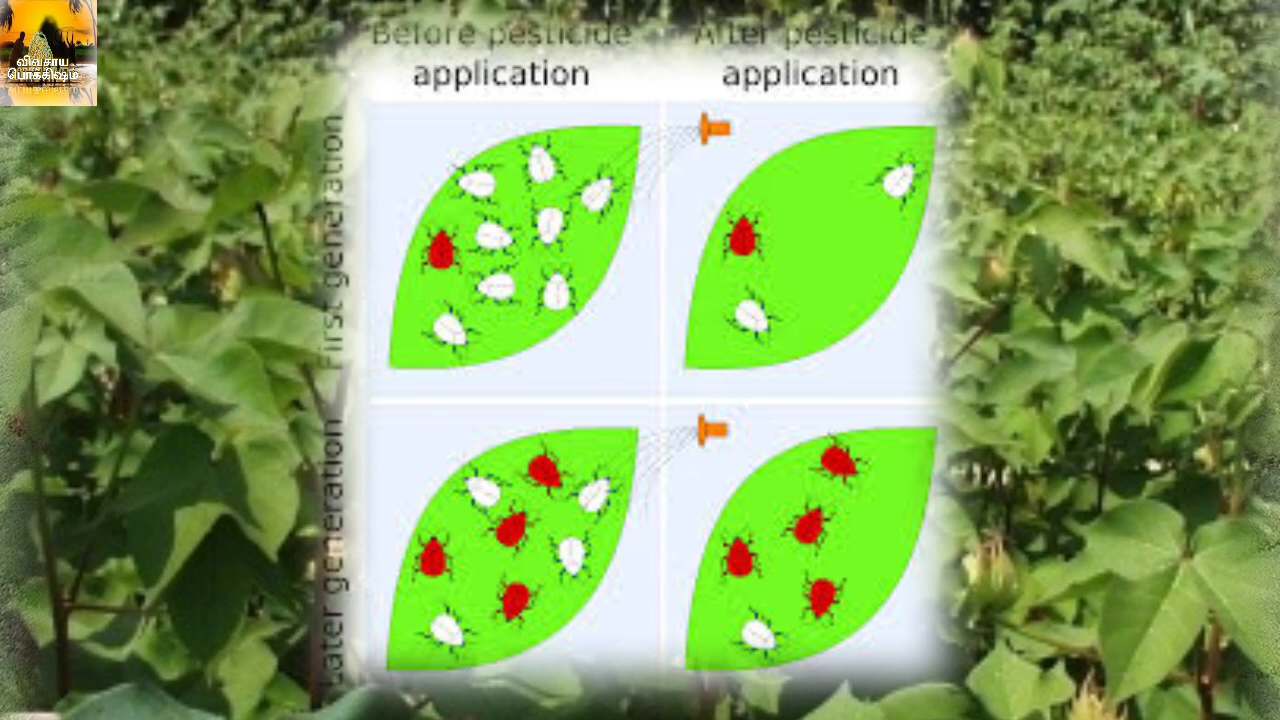 விவசாய
பொக்கிஷம்
Before pesticide
application
After pesticide
application
First generation
Later generation